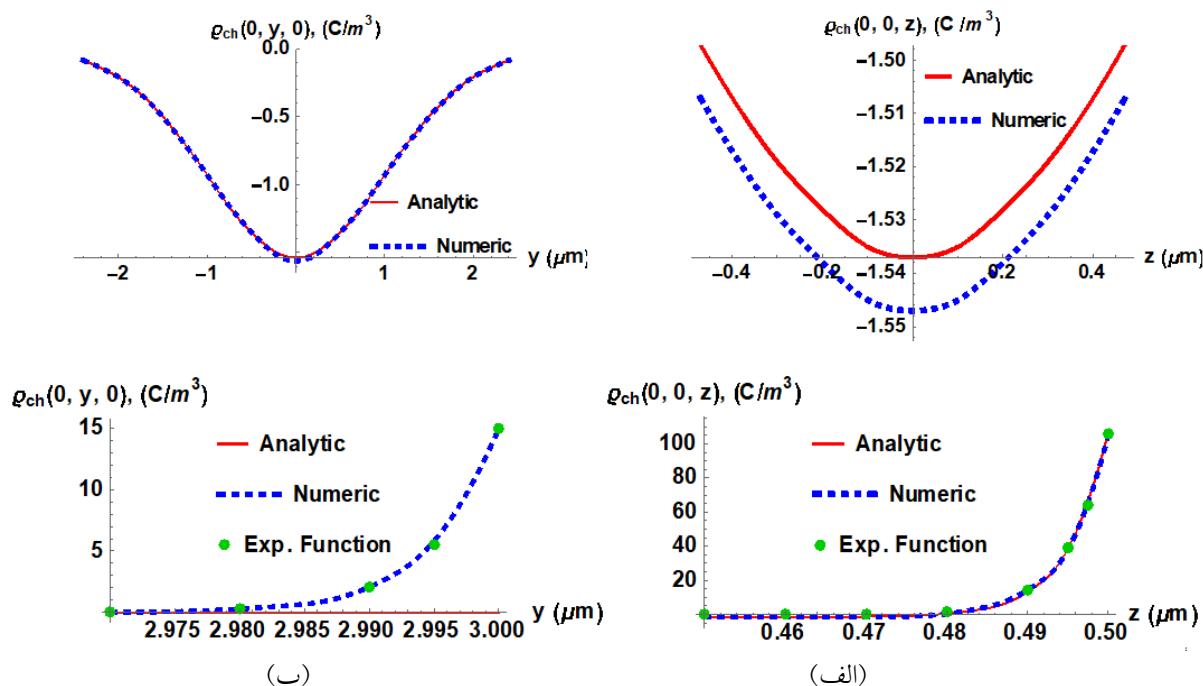 ϱch(0, y, 0), (C/m³)
0.0
−0.5
−1.0
Analytic
Numeric
−2 −1 1 2 y (μm)
ϱch(0, 0, z), (C/m³)
−1.50
−1.51
−1.52
−1.53
−1.54
−1.55
Analytic
Numeric
−0.4 −0.2 0.2 0.4 z (μm)
ϱch(0, y, 0), (C/m³)
15
10
5
Analytic
Numeric
Exp. Function
2.975 2.980 2.985 2.990 2.995 3.000 y (μm)
(ب)
ϱch(0, 0, z), (C/m³)
100
80
60
40
20
Analytic
Numeric
Exp. Function
0.46 0.47 0.48 0.49 0.50 z (μm)
(الف)